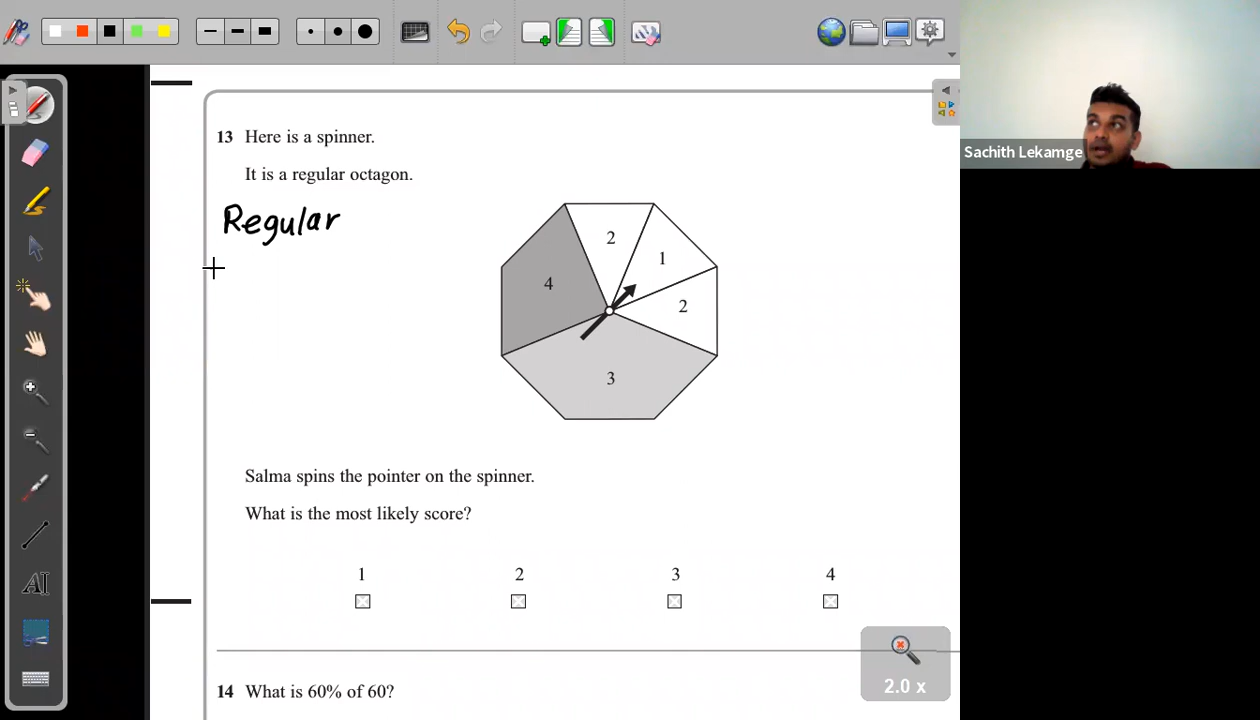 13 Here is a spinner.
It is a regular octagon.
Regular
2
1
4
2
3
Salma spins the pointer on the spinner.
What is the most likely score?
1 2 3 4
14 What is 60% of 60?
2.0 x
AI
Sachith Lekamge